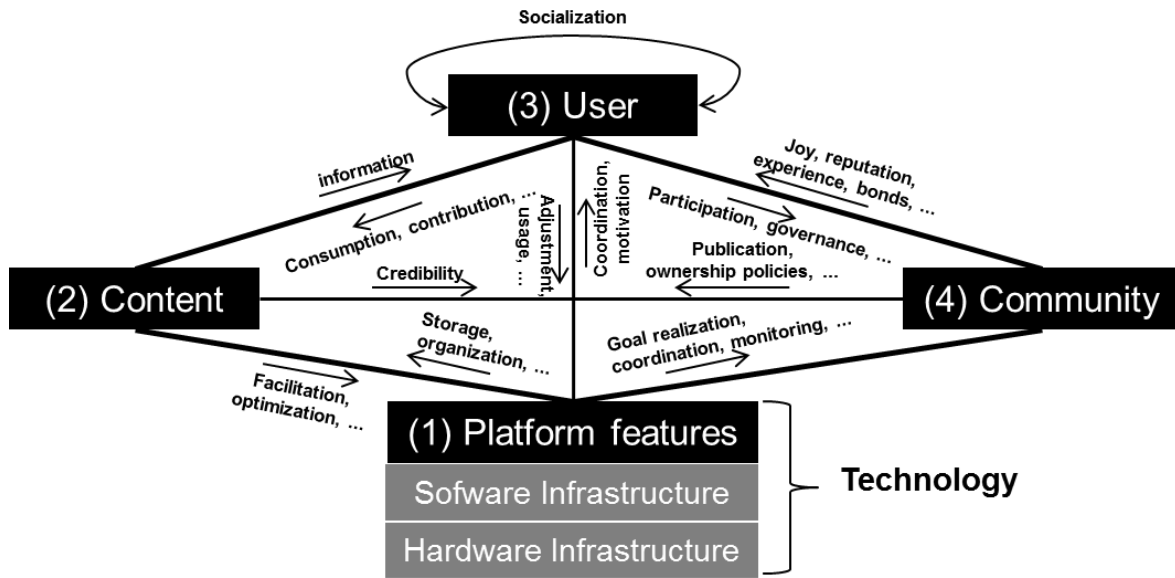 Socialization
(3) User
information
Joy, reputation,
experience, bonds, ...
Consumption, contribution, ...
Adjustment,
usage, ...
Coordination,
motivation
Participation, governance, ...
Credibility
Publication,
ownership policies, ...
(2) Content
(4) Community
Storage,
organization, ...
Goal realization,
coordination, monitoring, ...
Facilitation,
optimization, ...
(1) Platform features
Sofware Infrastructure
Hardware Infrastructure
Technology